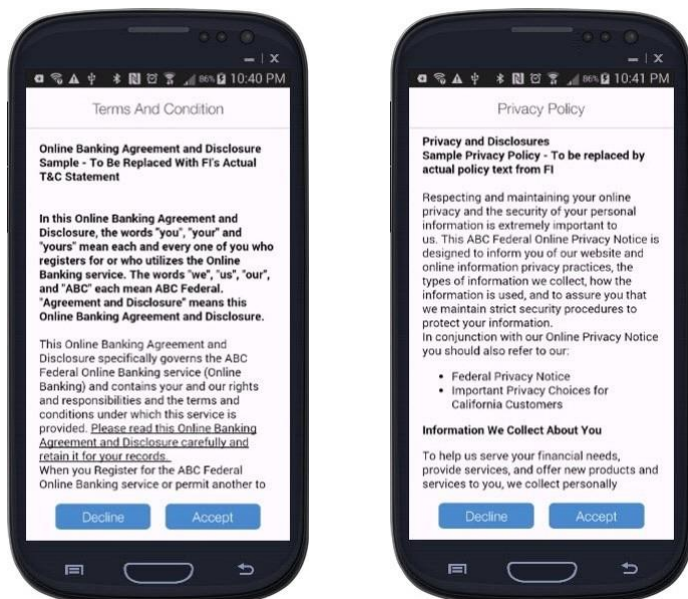 86% 10:40 PM
Terms And Condition
Online Banking Agreement and Disclosure
Sample - To Be Replaced With FI's Actual
T&C Statement
In this Online Banking Agreement and
Disclosure, the words "you", "your" and
"yours" mean each and every one of you who
registers for or who utilizes the Online
Banking service. The words "we", "us", "our",
and "ABC" each mean ABC Federal.
"Agreement and Disclosure" means this
Online Banking Agreement and Disclosure.
This Online Banking Agreement and
Disclosure specifically governs the ABC
Federal Online Banking service (Online
Banking) and contains your and our rights
and responsibilities and the terms and
conditions under which this service is
provided. Please read this Online Banking
Agreement and Disclosure carefully and
retain it for your records.
When you Register for the ABC Federal
Online Banking service or permit another to
Decline Accept
86% 10:41 PM
Privacy Policy
Privacy and Disclosures
Sample Privacy Policy - To be replaced by
actual policy text from FI
Respecting and maintaining your online
privacy and the security of your personal
information is extremely important to
us. This ABC Federal Online Privacy Notice is
designed to inform you of our website and
online information privacy practices, the
types of information we collect, how the
information is used, and to assure you that
we maintain strict security procedures to
protect your information.
In conjunction with our Online Privacy Notice
you should also refer to our:
• Federal Privacy Notice
• Important Privacy Choices for
California Customers
Information We Collect About You
To help us serve your financial needs,
provide services, and offer new products and
services to you, we collect personally
Decline Accept